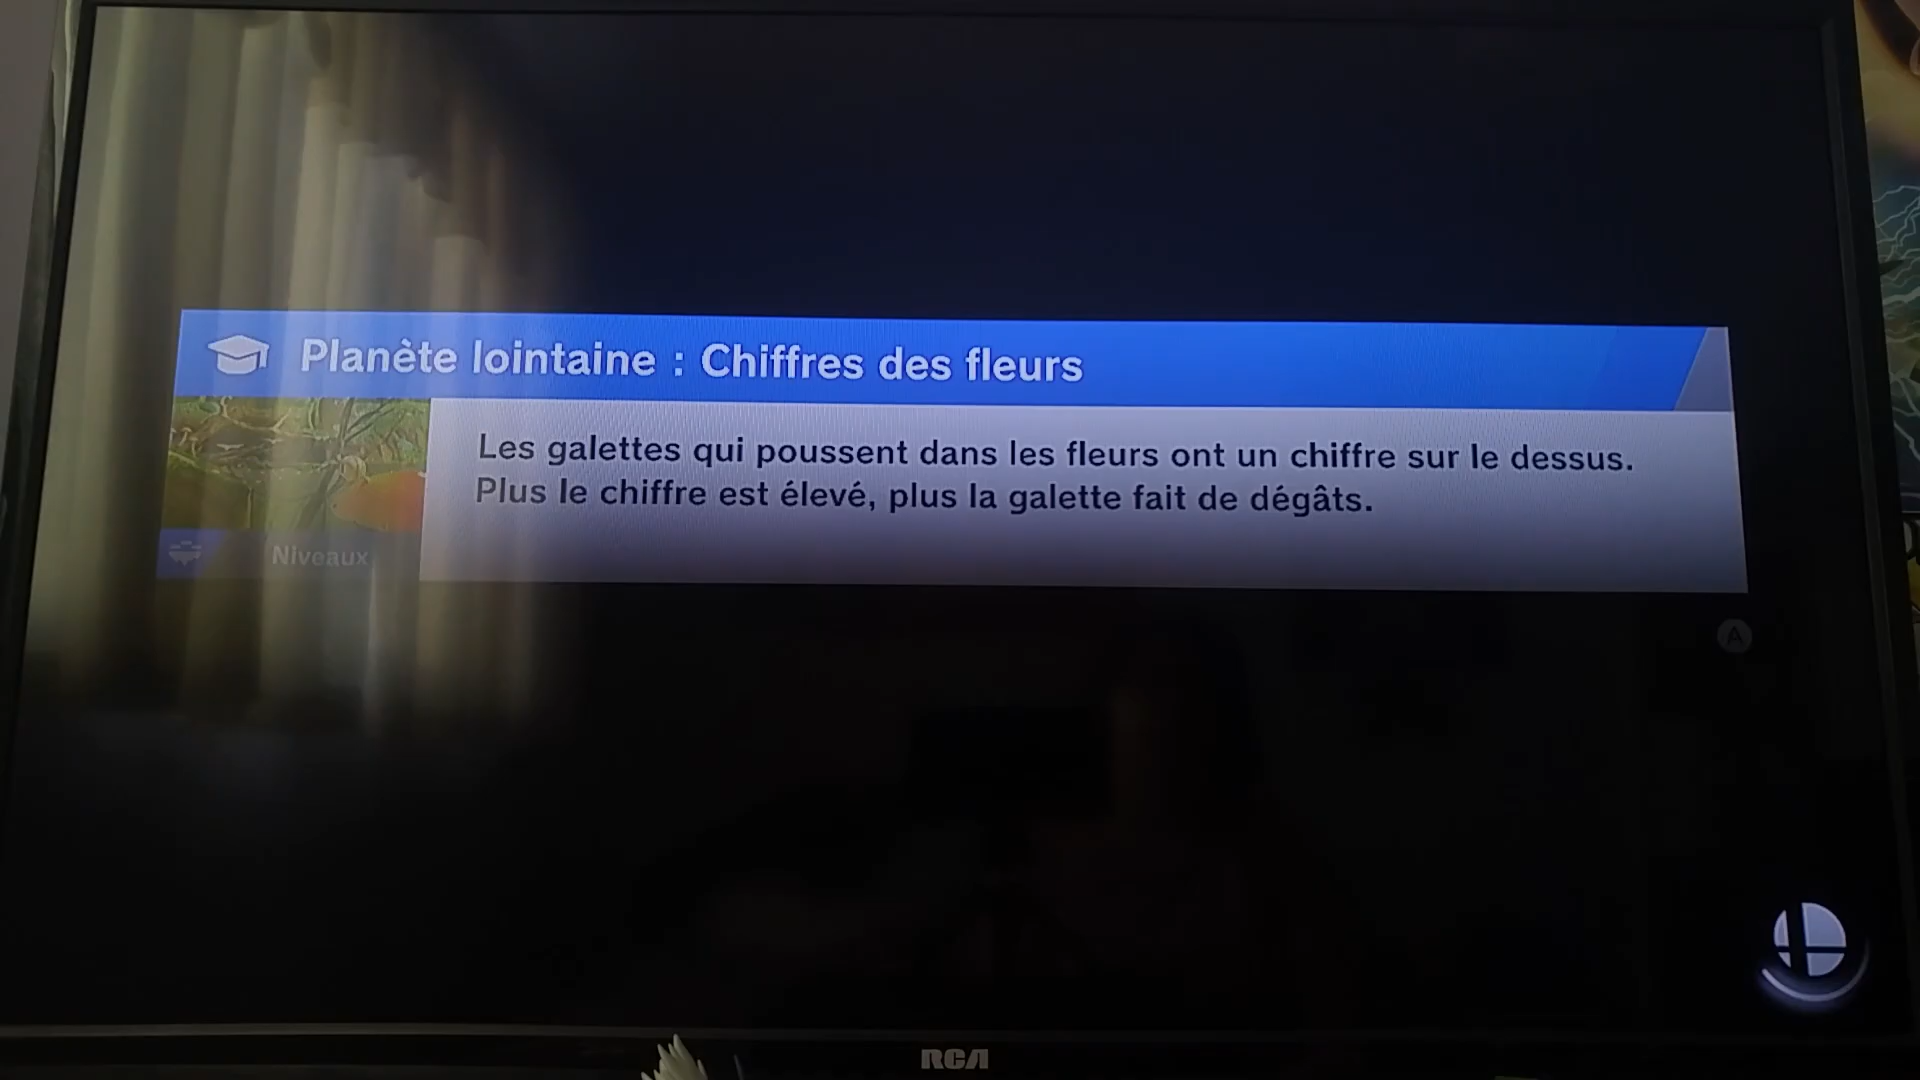 Planète lointaine : Chiffres des fleurs
Les galettes qui poussent dans les fleurs ont un chiffre sur le dessus.
Plus le chiffre est élevé, plus la galette fait de dégâts.
Niveaux
A
RCA